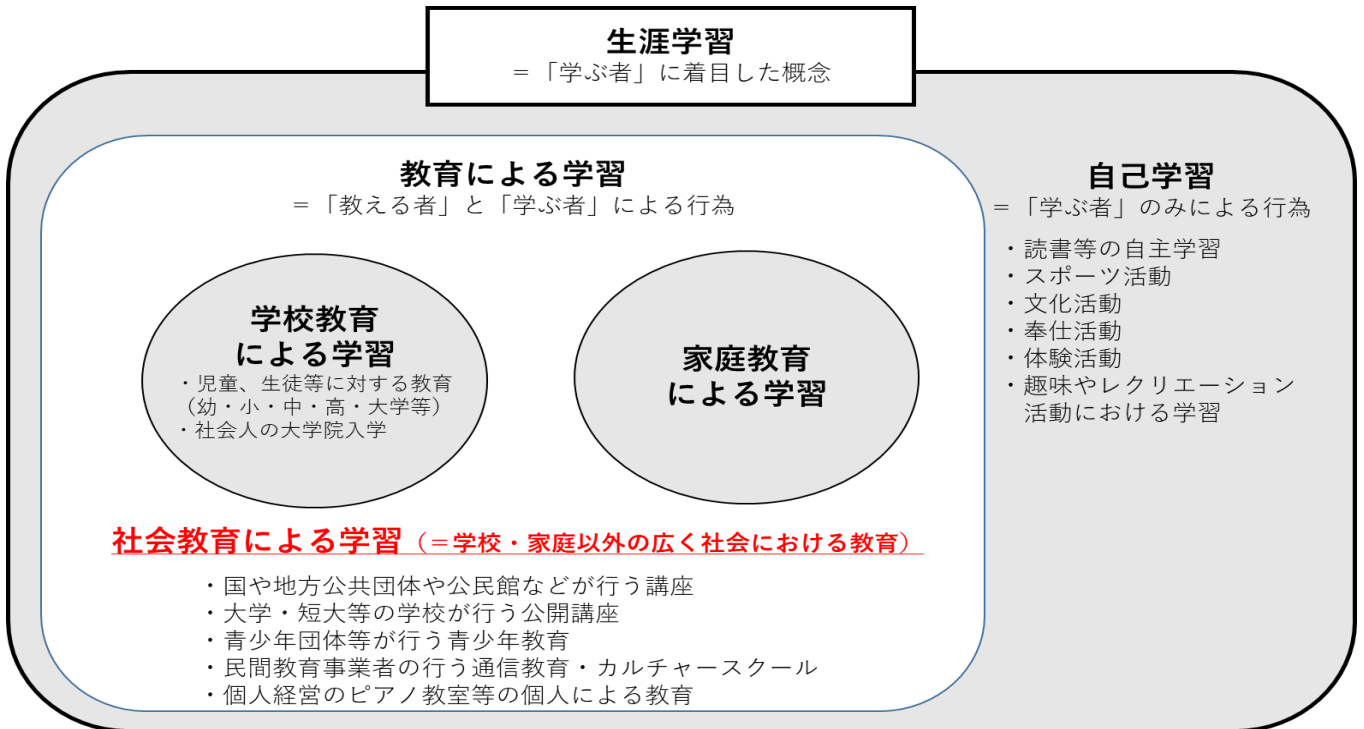 生涯学習
＝「学ぶ者」に着目した概念
教育による学習
＝「教える者」と「学ぶ者」による行為
学校教育
による学習
・児童、生徒等に対する教育
（幼・小・中・高・大学等）
・社会人の大学院入学
家庭教育
による学習
社会教育による学習（＝学校・家庭以外の広く社会における教育）
・国や地方公共団体や公民館などが行う講座
・大学・短大等の学校が行う公開講座
・青少年団体等が行う青少年教育
・民間教育事業者の行う通信教育・カルチャースクール
・個人経営のピアノ教室等の個人による教育
自己学習
＝「学ぶ者」のみによる行為
・読書等の自主学習
・スポーツ活動
・文化活動
・奉仕活動
・体験活動
・趣味やレクリエーション
活動における学習